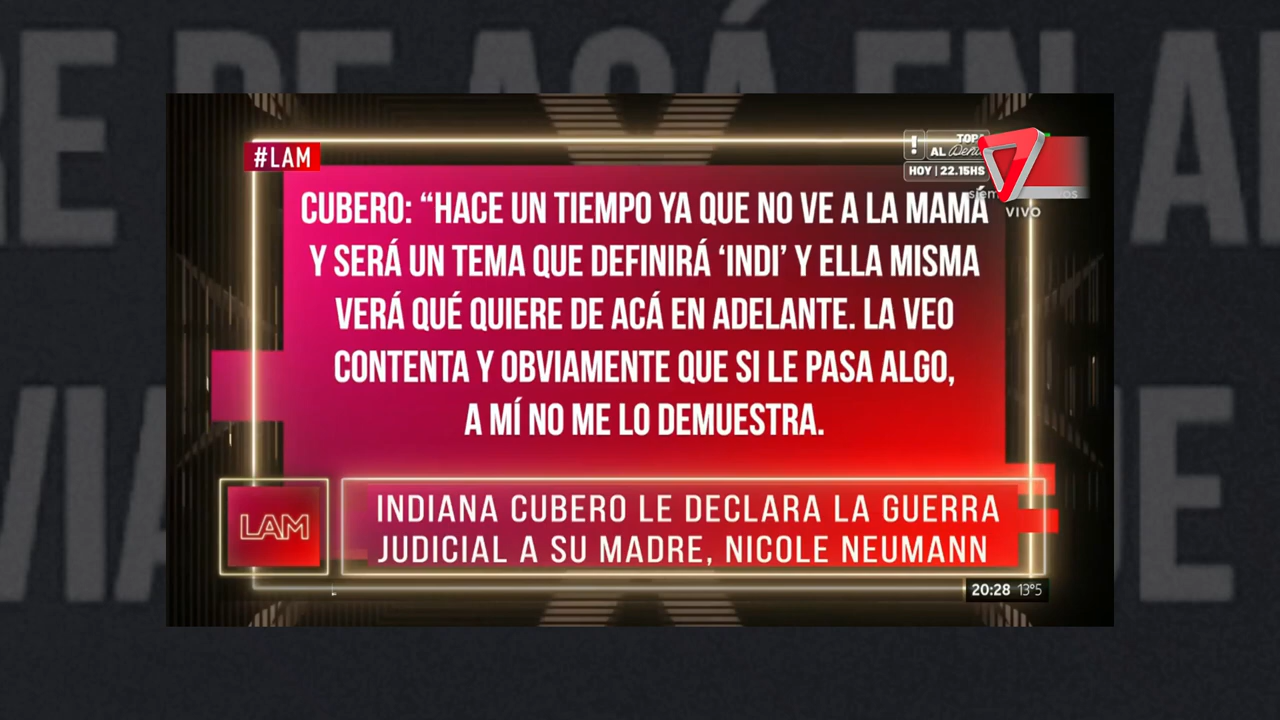 #LAM
TOP
AL
HOY | 22.15HS
VIVO
CUBERO: “HACE UN TIEMPO YA QUE NO VE A LA MAMÁ
Y SERÁ UN TEMA QUE DEFINIRÁ ‘INDI’ Y ELLA MISMA
VERÁ QUÉ QUIERE DE ACÁ EN ADELANTE. LA VEO
CONTENTA Y OBVIAMENTE QUE SI LE PASA ALGO,
A MÍ NO ME LO DEMUESTRA.
LAM
INDIANA CUBERO LE DECLARA LA GUERRA
JUDICIAL A SU MADRE, NICOLE NEUMANN
20:28 13°5